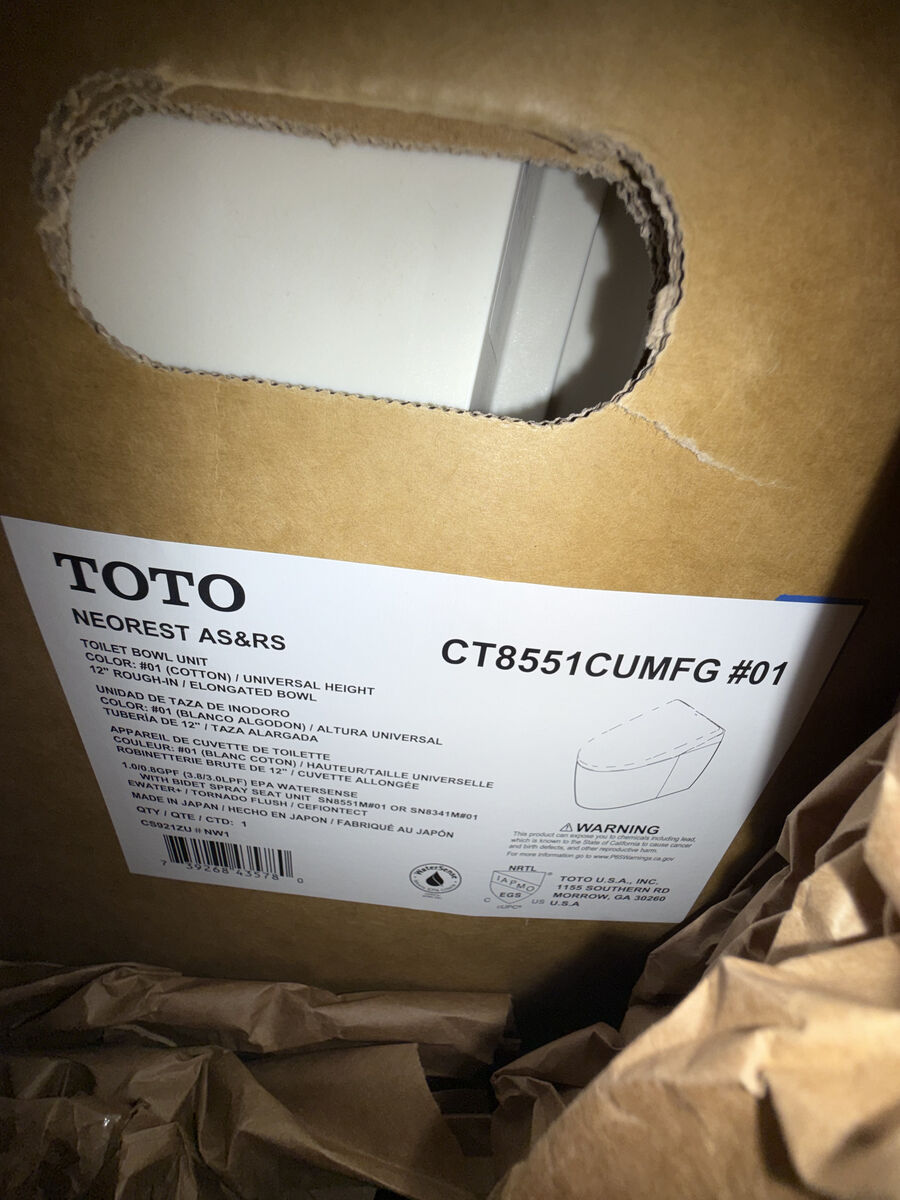 TOTO
NEOREST AS&RS
CT8551CUMFG #01
TOILET BOWL UNIT
COLOR: #01 (COTTON) / UNIVERSAL HEIGHT
12" ROUGH-IN / ELONGATED BOWL
UNIDAD DE TAZA DE INODORO
COLOR: #01 (BLANCO ALGODON) / ALTURA UNIVERSAL
TUBERÍA DE 12" / TAZA ALARGADA
APPAREIL DE CUVETTE DE TOILETTE
COULEUR: #01 (BLANC COTON) / HAUTEUR/TAILLE UNIVERSELLE
ROBINETTERIE BRUTE DE 12" / CUVETTE ALLONGÉE
1.0/0.8GPF (3.8/3.0LPF) EPA WATERSENSE
WITH BIDET SPRAY SEAT UNIT SN8551M#01 OR SN8341M#01
EWATER+ / TORNADO FLUSH / CEFIONTECT
MADE IN JAPAN / HECHO EN JAPON / FABRIQUÉ AU JAPÓN
QTY / QTE / CTD: 1
CS921ZU # NW1
7 39268 43578 0
WaterSense
⚠WARNING
This product can expose you to chemicals including lead,
which is known to the State of California to cause cancer
and birth defects, and other reproductive harm.
For more information go to www.P65Warnings.ca.gov
NRTL
IAPMO
EGS
C US
cUPC®
TOTO U.S.A., INC.
1155 SOUTHERN RD
MORROW, GA 30260
U.S.A